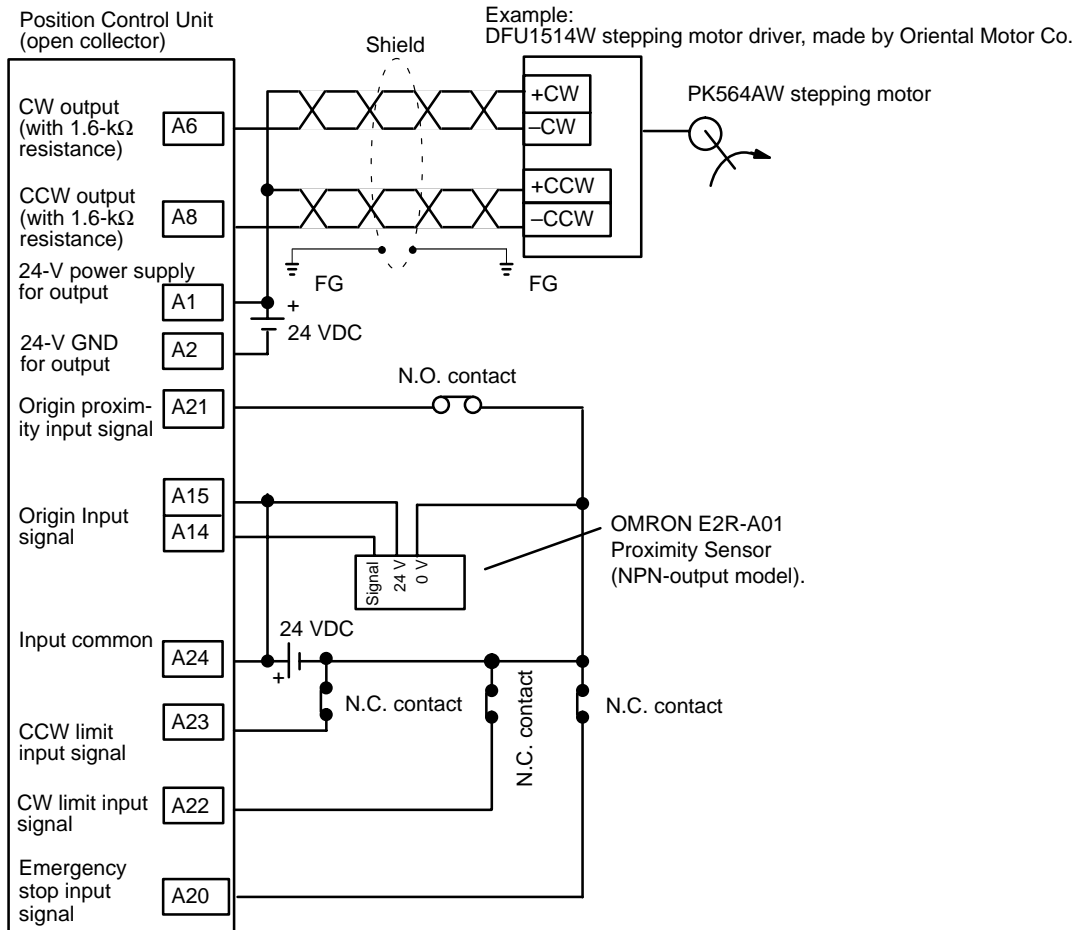 Position Control Unit
(open collector)
Example:
DFU1514W stepping motor driver, made by Oriental Motor Co.
Shield
CW output
(with 1.6-kΩ
resistance)
A6
+CW
–CW
PK564AW stepping motor
CCW output
(with 1.6-kΩ
resistance)
A8
+CCW
–CCW
FG
FG
24-V power supply
for output
A1
+
24 VDC
24-V GND
for output
A2
N.O. contact
Origin proxim-
ity input signal
A21
Origin Input
signal
A15
A14
Signal
24 V
0 V
OMRON E2R-A01
Proximity Sensor
(NPN-output model).
Input common
A24
24 VDC
+
N.C. contact
N.C. contact
N.C. contact
CCW limit
input signal
A23
CW limit input
signal
A22
Emergency
stop input
signal
A20